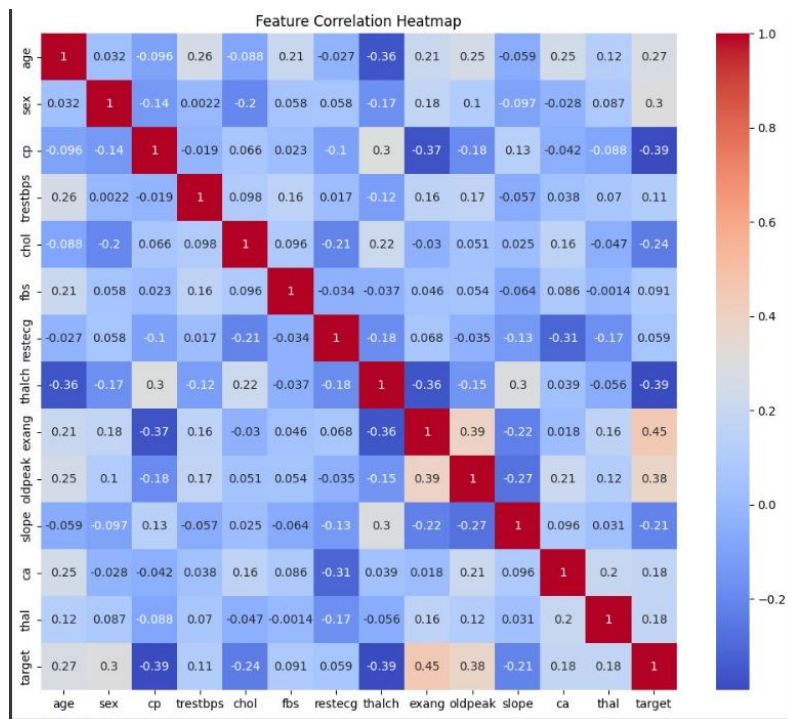 Feature Correlation Heatmap
age 1 0.032 -0.096 0.26 -0.088 0.21 -0.027 -0.36 0.21 0.25 -0.059 0.25 0.12 0.27
sex 0.032 1 -0.14 0.0022 -0.2 0.058 0.058 -0.17 0.18 0.1 -0.097 -0.028 0.087 0.3
cp -0.096 -0.14 1 -0.019 0.066 0.023 -0.1 0.3 -0.37 -0.18 0.13 -0.042 -0.088 -0.39
trestbps 0.26 0.0022 -0.019 1 0.098 0.16 0.017 -0.12 0.16 0.17 -0.057 0.038 0.07 0.11
chol -0.088 -0.2 0.066 0.098 1 0.096 -0.21 0.22 -0.03 0.051 0.025 0.16 -0.047 -0.24
fbs 0.21 0.058 0.023 0.16 0.096 1 -0.034 -0.037 0.046 0.054 -0.064 0.086 -0.0014 0.091
restecg -0.027 0.058 -0.1 0.017 -0.21 -0.034 1 -0.18 0.068 -0.035 -0.13 -0.31 -0.17 0.059
thalch -0.36 -0.17 0.3 -0.12 0.22 -0.037 -0.18 1 -0.36 -0.15 0.3 0.039 -0.056 -0.39
exang 0.21 0.18 -0.37 0.16 -0.03 0.046 0.068 -0.36 1 0.39 -0.22 0.018 0.16 0.45
oldpeak 0.25 0.1 -0.18 0.17 0.051 0.054 -0.035 -0.15 0.39 1 -0.27 0.21 0.12 0.38
slope -0.059 -0.097 0.13 -0.057 0.025 -0.064 -0.13 0.3 -0.22 -0.27 1 0.096 0.031 -0.21
ca 0.25 -0.028 -0.042 0.038 0.16 0.086 -0.31 0.039 0.018 0.21 0.096 1 0.2 0.18
thal 0.12 0.087 -0.088 0.07 -0.047 -0.0014 -0.17 -0.056 0.16 0.12 0.031 0.2 1 0.18
target 0.27 0.3 -0.39 0.11 -0.24 0.091 0.059 -0.39 0.45 0.38 -0.21 0.18 0.18 1
age sex cp trestbps chol fbs restecg thalch exang oldpeak slope ca thal target
1.0
0.8
0.6
0.4
0.2
0.0
−0.2